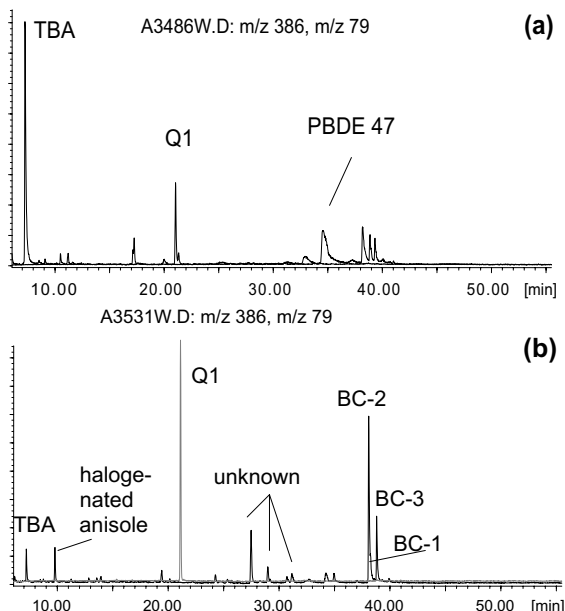 A3486W.D: m/z 386, m/z 79
(a)
TBA
Q1
PBDE 47
10.00 20.00 30.00 40.00 50.00 [min]
A3531W.D: m/z 386, m/z 79
(b)
Q1
BC-2
haloge-
nated
anisole
unknown
BC-3
TBA
BC-1
10.00 20.00 30.00 40.00 50.00 [min]